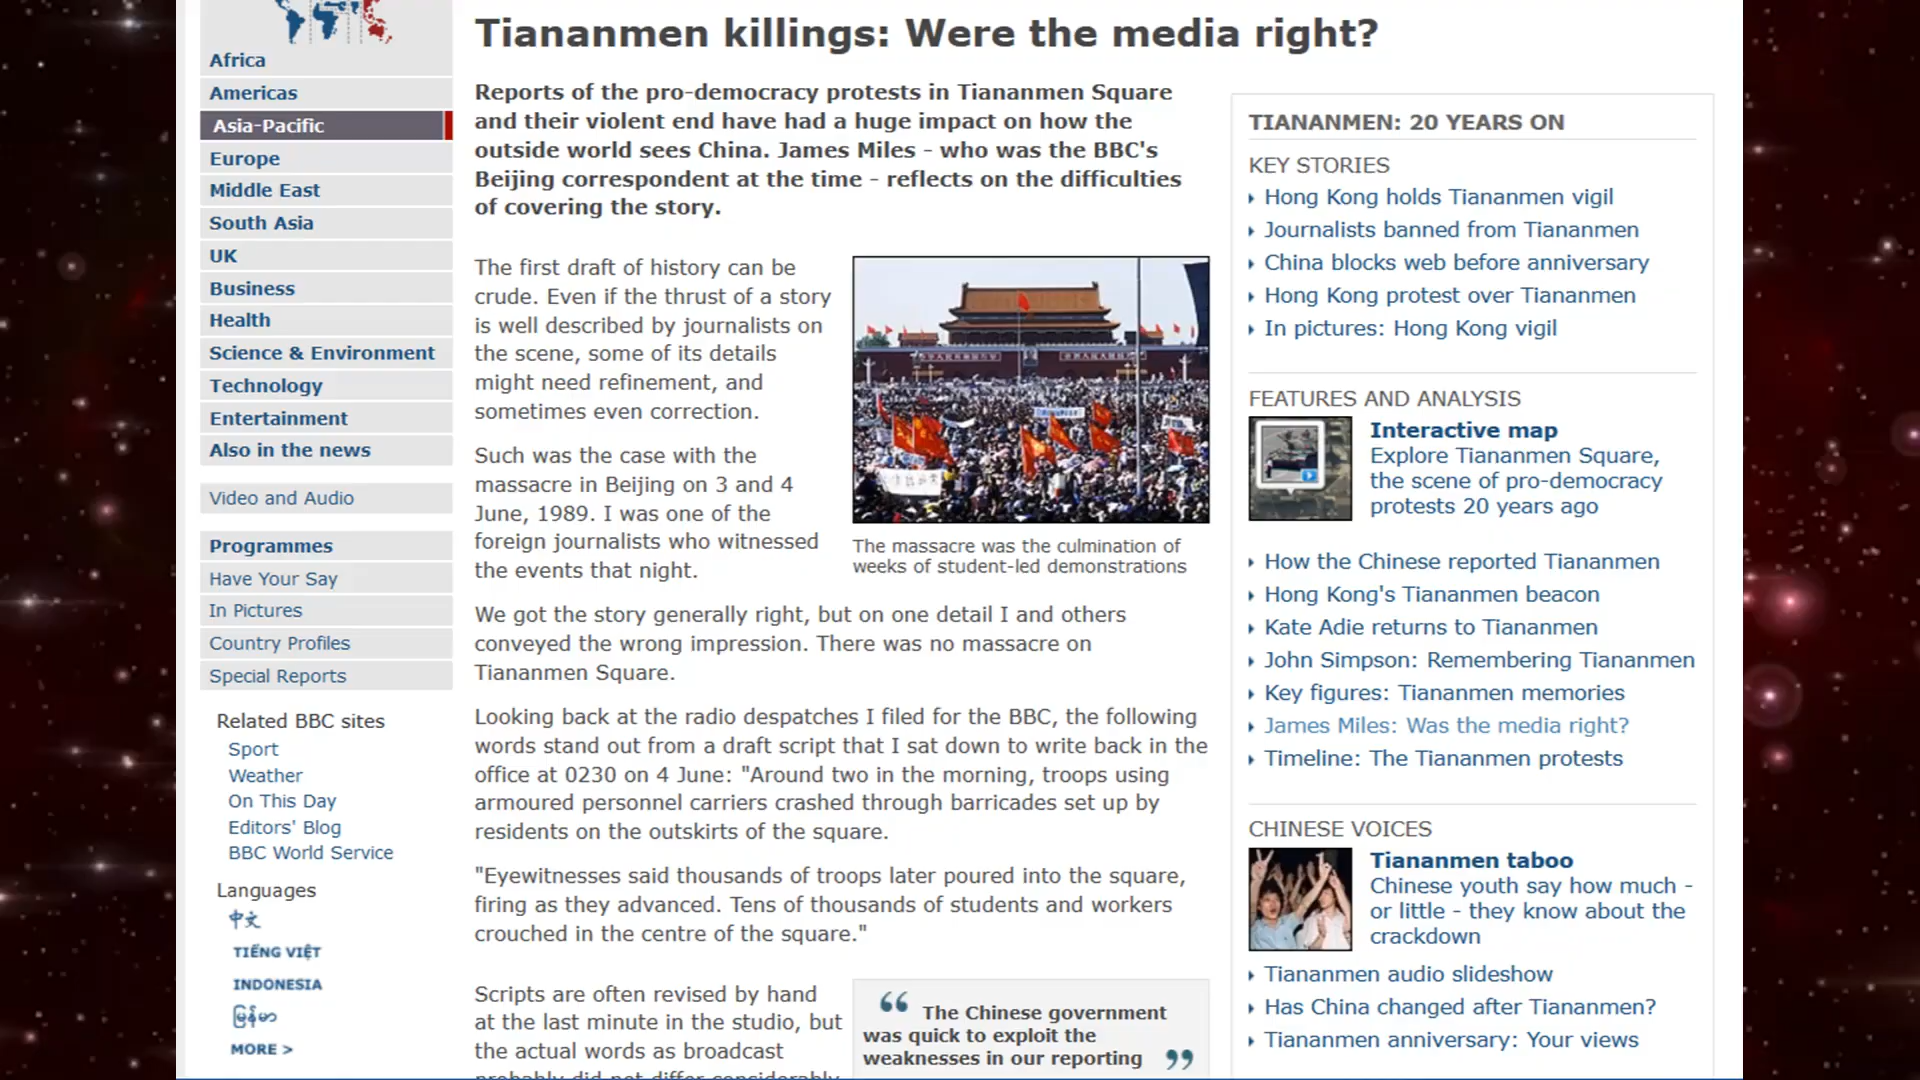 Africa
Americas
Asia-Pacific
Europe
Middle East
South Asia
UK
Business
Health
Science & Environment
Technology
Entertainment
Also in the news
Video and Audio
Programmes
Have Your Say
In Pictures
Country Profiles
Special Reports
Related BBC sites
Sport
Weather
On This Day
Editors' Blog
BBC World Service
Languages
中文
TIẾNG VIỆT
INDONESIA
မြန်မာ
MORE >
Tiananmen killings: Were the media right?
Reports of the pro-democracy protests in Tiananmen Square
and their violent end have had a huge impact on how the
outside world sees China. James Miles - who was the BBC's
Beijing correspondent at the time - reflects on the difficulties
of covering the story.
The first draft of history can be
crude. Even if the thrust of a story
is well described by journalists on
the scene, some of its details
might need refinement, and
sometimes even correction.
Such was the case with the
massacre in Beijing on 3 and 4
June, 1989. I was one of the
foreign journalists who witnessed
the events that night.
The massacre was the culmination of
weeks of student-led demonstrations
We got the story generally right, but on one detail I and others
conveyed the wrong impression. There was no massacre on
Tiananmen Square.
Looking back at the radio despatches I filed for the BBC, the following
words stand out from a draft script that I sat down to write back in the
office at 0230 on 4 June: "Around two in the morning, troops using
armoured personnel carriers crashed through barricades set up by
residents on the outskirts of the square.
"Eyewitnesses said thousands of troops later poured into the square,
firing as they advanced. Tens of thousands of students and workers
crouched in the centre of the square."
Scripts are often revised by hand
at the last minute in the studio, but
the actual words as broadcast
probably did not differ considerably
“ The Chinese government
was quick to exploit the
weaknesses in our reporting ”
TIANANMEN: 20 YEARS ON
KEY STORIES
Hong Kong holds Tiananmen vigil
Journalists banned from Tiananmen
China blocks web before anniversary
Hong Kong protest over Tiananmen
In pictures: Hong Kong vigil
FEATURES AND ANALYSIS
Interactive map
Explore Tiananmen Square,
the scene of pro-democracy
protests 20 years ago
How the Chinese reported Tiananmen
Hong Kong's Tiananmen beacon
Kate Adie returns to Tiananmen
John Simpson: Remembering Tiananmen
Key figures: Tiananmen memories
James Miles: Was the media right?
Timeline: The Tiananmen protests
CHINESE VOICES
Tiananmen taboo
Chinese youth say how much -
or little - they know about the
crackdown
Tiananmen audio slideshow
Has China changed after Tiananmen?
Tiananmen anniversary: Your views